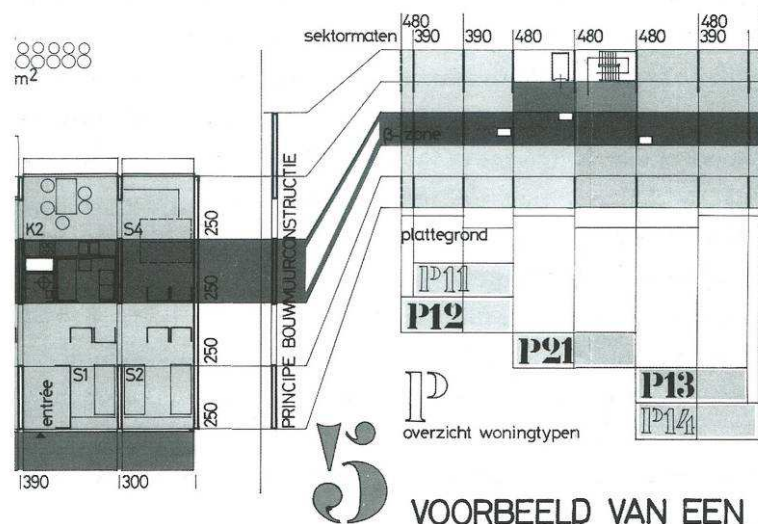 m²
sektormaten
480
390
390
480
480
480
390
480
β-zone
K2
S4
250
250
250
250
PRINCIPE BOUWMUURCONSTRUCTIE
S1
S2
entrée
390
300
plattegrond
P11
P12
P21
P13
P14
P
overzicht woningtypen
5
VOORBEELD VAN EEN